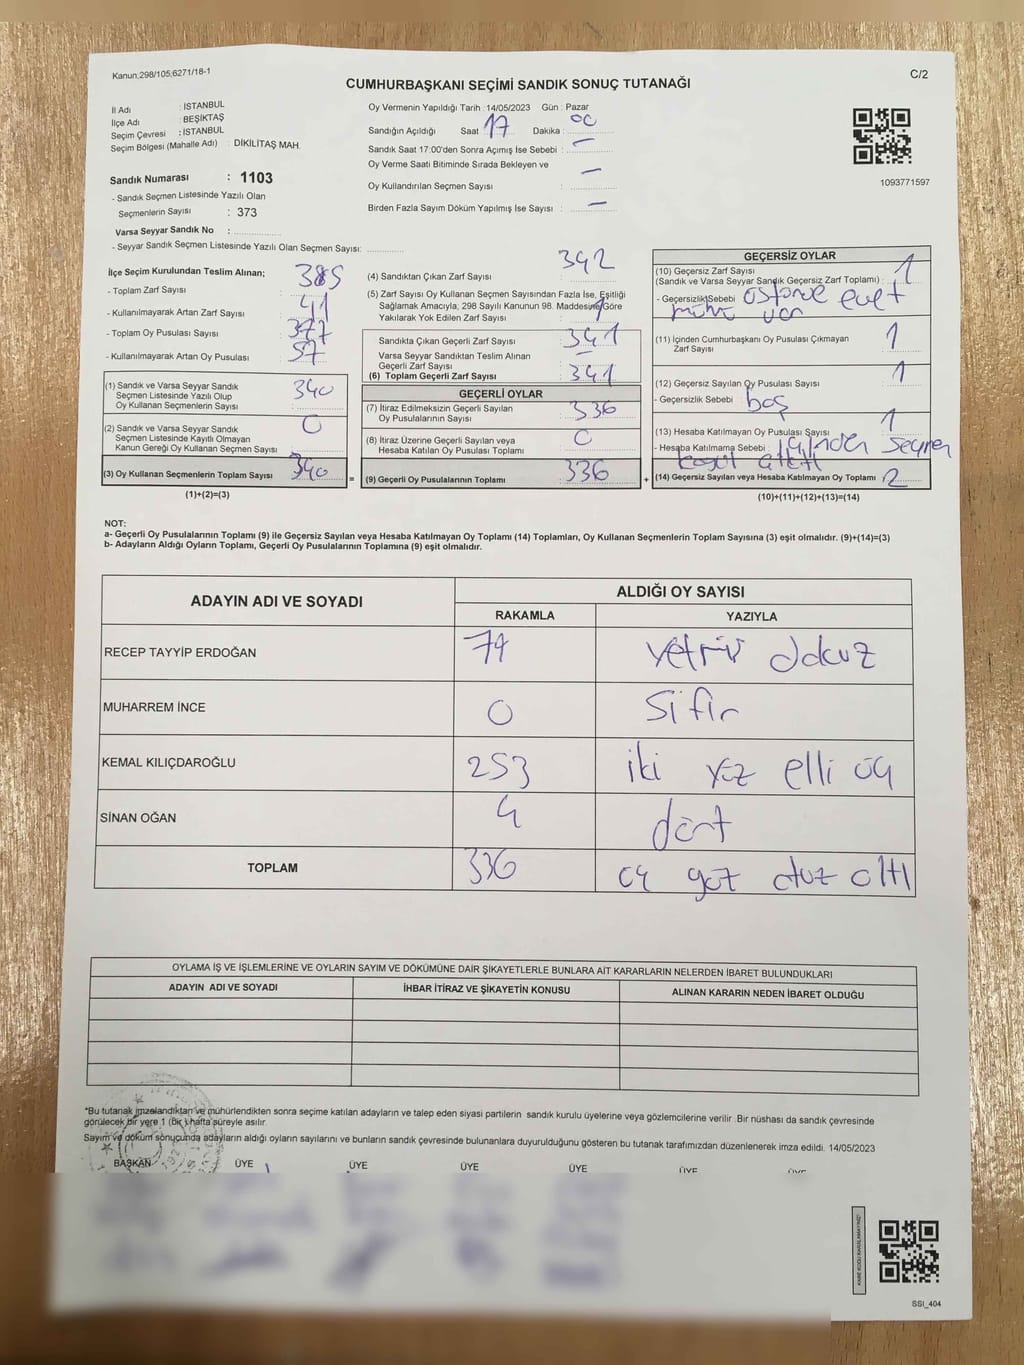 Kanun,298/105,6271/18-1
C/2
CUMHURBAŞKANI SEÇİMİ SANDIK SONUÇ TUTANAĞI
İl Adı : İSTANBUL
İlçe Adı : BEŞİKTAŞ
Seçim Çevresi : İSTANBUL
Seçim Bölgesi (Mahalle Adı) : DİKİLİTAŞ MAH.
Sandık Numarası : 1103
- Sandık Seçmen Listesinde Yazılı Olan
Seçmenlerin Sayısı : 373
Varsa Seyyar Sandık No :
- Seyyar Sandık Seçmen Listesinde Yazılı Olan Seçmen Sayısı:
Oy Vermenin Yapıldığı Tarih : 14/05/2023 Gün : Pazar
Sandığın Açıldığı Saat : 17 Dakika : 00
Sandık Saat 17:00'den Sonra Açımış İse Sebebi : —
Oy Verme Saati Bitiminde Sırada Bekleyen ve
Oy Kullandırılan Seçmen Sayısı : —
Birden Fazla Sayım Döküm Yapılmış İse Sayısı : —
1093771597
İlçe Seçim Kurulundan Teslim Alınan;
- Toplam Zarf Sayısı : 385
- Kullanılmayarak Artan Zarf Sayısı : 41
- Toplam Oy Pusulası Sayısı :
- Kullanılmayarak Artan Oy Pusulası : 57
(1) Sandık ve Varsa Seyyar Sandık
Seçmen Listesinde Yazılı Olup
Oy Kullanan Seçmenlerin Sayısı : 340
(2) Sandık ve Varsa Seyyar Sandık
Seçmen Listesinde Kayıtlı Olmayan
Kanun Gereği Oy Kullanan Seçmen Sayısı : 0
(3) Oy Kullanan Seçmenlerin Toplam Sayısı 340
(1)+(2)=(3)
(4) Sandıktan Çıkan Zarf Sayısı : 342
(5) Zarf Sayısı Oy Kullanan Seçmen Sayısından Fazla İse, Eşitliği
Sağlamak Amacıyla; 298 Sayılı Kanunun 98. Maddesine Göre
Yakılarak Yok Edilen Zarf Sayısı : 1
Sandıkta Çıkan Geçerli Zarf Sayısı : 341
Varsa Seyyar Sandıktan Teslim Alınan
Geçerli Zarf Sayısı : —
(6) Toplam Geçerli Zarf Sayısı : 341
GEÇERLİ OYLAR
(7) İtiraz Edilmeksizin Geçerli Sayılan
Oy Pusulalarının Sayısı : 336
(8) İtiraz Üzerine Geçerli Sayılan veya
Hesaba Katılan Oy Pusulası Toplamı : 0
= (9) Geçerli Oy Pusulalarının Toplamı : 336 +
GEÇERSİZ OYLAR
(10) Geçersiz Zarf Sayısı
(Sandık ve Varsa Seyyar Sandık Geçersiz Zarf Toplamı) : 1
- Geçersizlik Sebebi : üstünde evet
mührü var
(11) İçinden Cumhurbaşkanı Oy Pusulası Çıkmayan
Zarf Sayısı : 1
(12) Geçersiz Sayılan Oy Pusulası Sayısı : 1
- Geçersizlik Sebebi : boş
(13) Hesaba Katılmayan Oy Pusulası Sayısı : 1
- Hesaba Katılmama Sebebi : içinden seçmen
(14) Geçersiz Sayılan veya Hesaba Katılmayan Oy Toplamı : 2
(10)+(11)+(12)+(13)=(14)
NOT:
a- Geçerli Oy Pusulalarının Toplamı (9) ile Geçersiz Sayılan veya Hesaba Katılmayan Oy Toplamı (14) Toplamları, Oy Kullanan Seçmenlerin Toplam Sayısına (3) eşit olmalıdır. (9)+(14)=(3)
b- Adayların Aldığı Oyların Toplamı, Geçerli Oy Pusulalarının Toplamına (9) eşit olmalıdır.
ADAYIN ADI VE SOYADI
ALDIĞI OY SAYISI
RAKAMLA YAZIYLA
RECEP TAYYİP ERDOĞAN 79 yetmiş dokuz
MUHARREM İNCE 0 Sıfır
KEMAL KILIÇDAROĞLU 253 iki yüz elli üç
SİNAN OĞAN 4 dört
TOPLAM 336 üç yüz otuz altı
OYLAMA İŞ VE İŞLEMLERİNE VE OYLARIN SAYIM VE DÖKÜMÜNE DAİR ŞİKAYETLERLE BUNLARA AİT KARARLARIN NELERDEN İBARET BULUNDUKLARI
ADAYIN ADI VE SOYADI İHBAR İTİRAZ VE ŞİKAYETİN KONUSU ALINAN KARARIN NEDEN İBARET OLDUĞU
*Bu tutanak imzalandıktan ve mühürlendikten sonra seçime katılan adayların ve talep eden siyasi partilerin sandık kurulu üyelerine veya gözlemcilerine verilir .Bir nüshası da sandık çevresinde
görülecek bir yere 1 (bir) hafta süreyle asılır.
Sayım ve döküm sonucunda adayların aldığı oyların sayılarını ve bunların sandık çevresinde bulunanlara duyurulduğunu gösteren bu tutanak tarafımızdan düzenlenerek imza edildi. 14/05/2023
BAŞKAN ÜYE ÜYE ÜYE ÜYE ÜYE ÜYE
KARE KODU KARALAMAYINIZ!
SSI_404